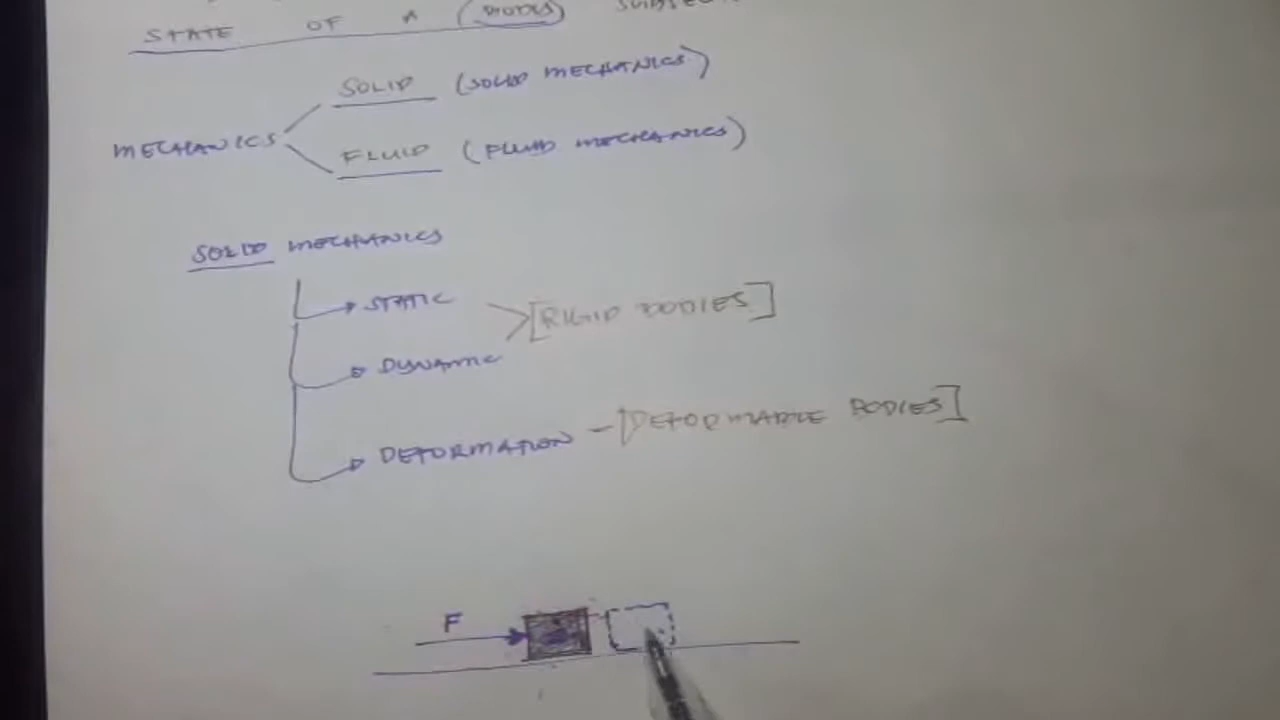 STATE OF A (BODIES)
SOLID (SOLID MECHANICS)
MECHANICS
FLUID (FLUID MECHANICS)
SOLID MECHANICS
STATIC
[RIGID BODIES]
DYNAMIC
DEFORMATION - [DEFORMABLE BODIES]
F